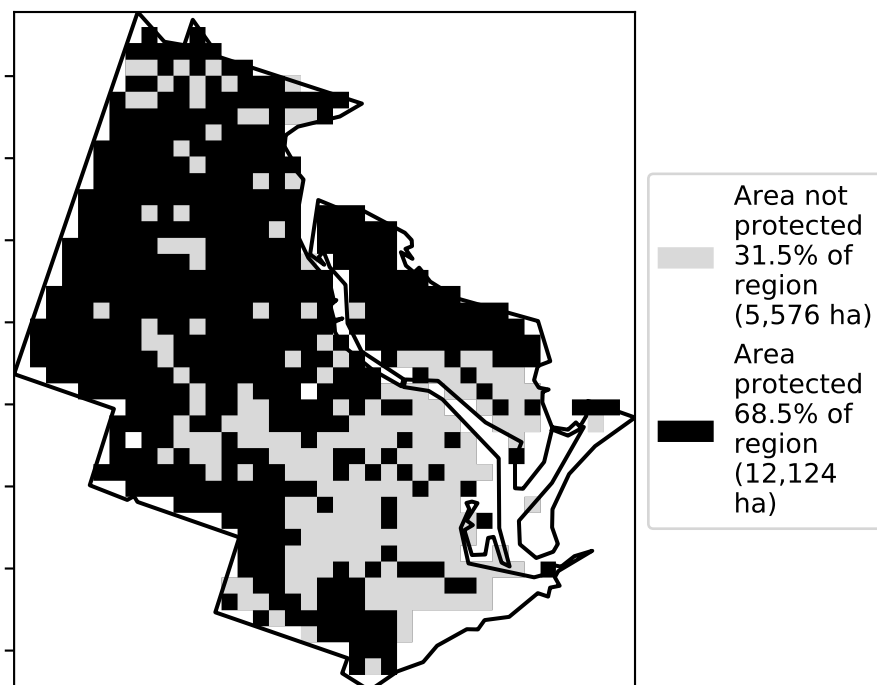 Area not
protected
31.5% of
region
(5,576 ha)
Area
protected
68.5% of
region
(12,124
ha)